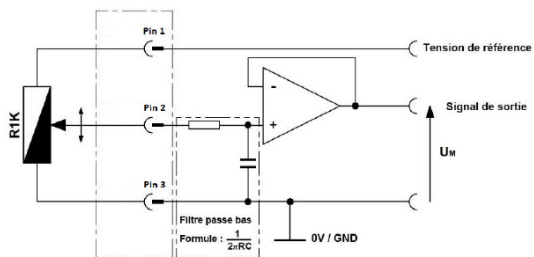 Pin 1
Tension de référence
R1K
Pin 2
-
+
Signal de sortie
UM
Pin 3
Filtre passe bas
Formule : 1/2πRC
0V / GND